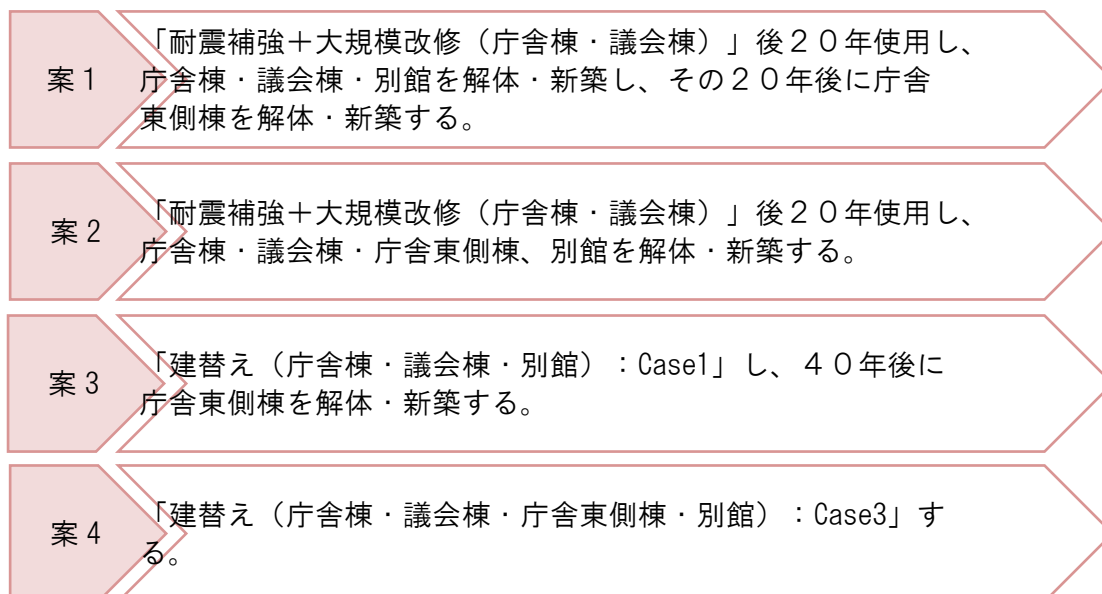 案１
「耐震補強＋大規模改修（庁舎棟・議会棟）」後２０年使用し、
庁舎棟・議会棟・別館を解体・新築し、その２０年後に庁舎
東側棟を解体・新築する。
案２
「耐震補強＋大規模改修（庁舎棟・議会棟）」後２０年使用し、
庁舎棟・議会棟・庁舎東側棟、別館を解体・新築する。
案３
「建替え（庁舎棟・議会棟・別館）：Case1」し、４０年後に
庁舎東側棟を解体・新築する。
案４
「建替え（庁舎棟・議会棟・庁舎東側棟・別館）：Case3」す
る。